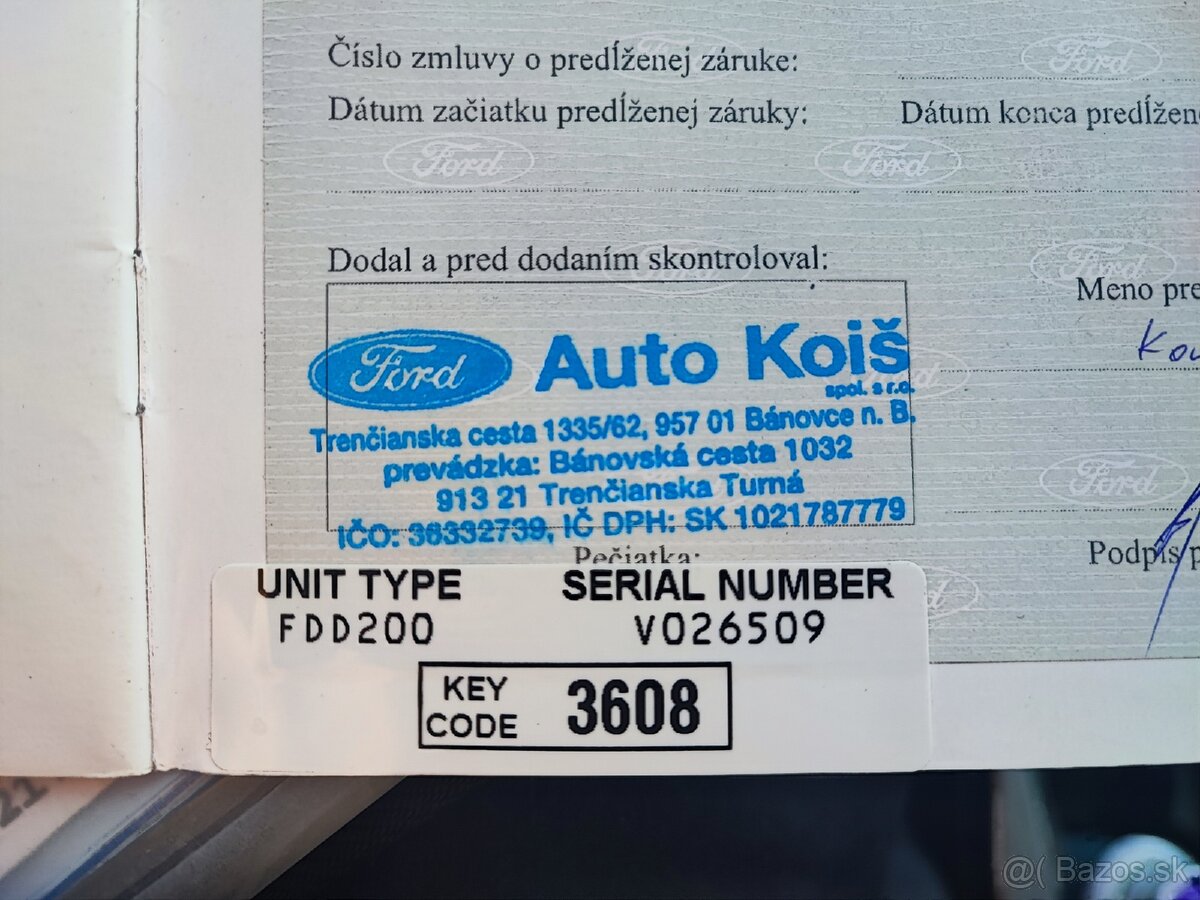 Číslo zmluvy o predĺženej záruke:
Dátum začiatku predĺženej záruky: Dátum konca
Dodal a pred dodaním skontroloval:
Meno
Ford Auto Koiš
spol. s r.o.
Trenčianska cesta 1335/62, 957 01 Bánovce n. B.
prevádzka: Bánovská cesta 1032
913 21 Trenčianska Turná
IČO: 36332739, IČ DPH: SK 1021787779
Pečiatka: Podpis
UNIT TYPE SERIAL NUMBER
FDD200 V026509
KEY CODE 3608
21
@( Bazos.sk